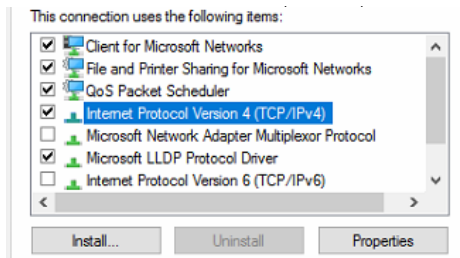 This connection uses the following items:
Client for Microsoft Networks
File and Printer Sharing for Microsoft Networks
QoS Packet Scheduler
Internet Protocol Version 4 (TCP/IPv4)
Microsoft Network Adapter Multiplexor Protocol
Microsoft LLDP Protocol Driver
Internet Protocol Version 6 (TCP/IPv6)
Install... Uninstall Properties